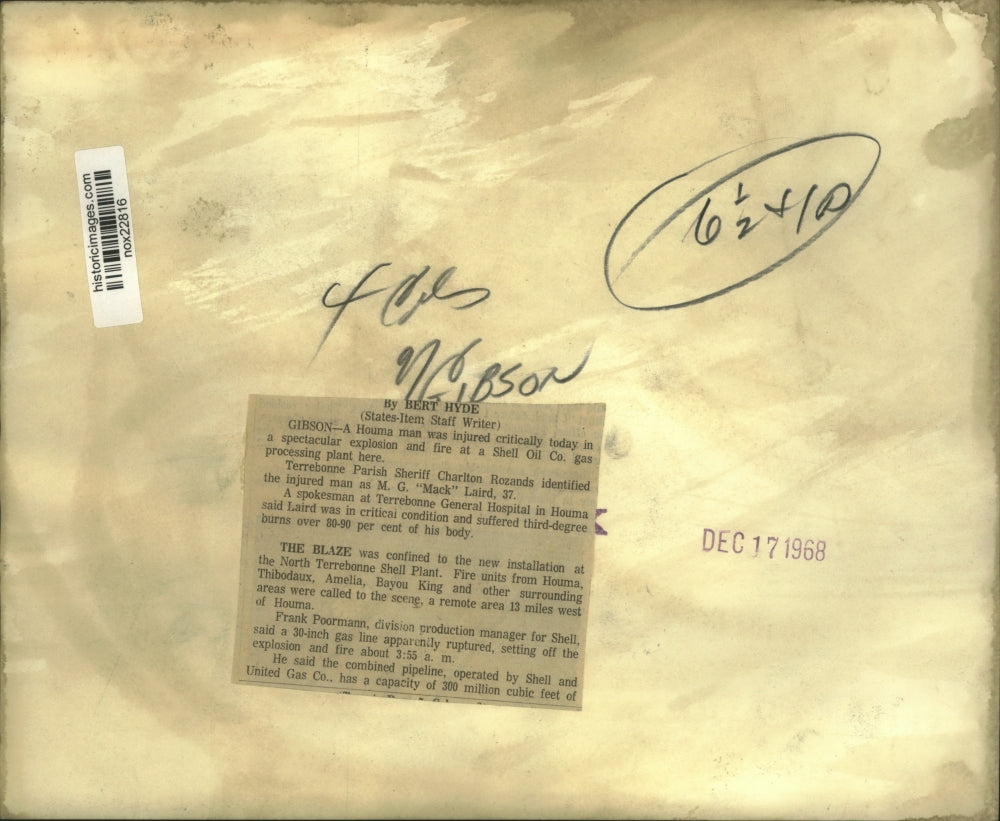 historicimages.com
nox22816
6 1/2 x 10
4 Cols
GIBSON
By BERT HYDE
(States-Item Staff Writer)
GIBSON—A Houma man was injured critically today in
a spectacular explosion and fire at a Shell Oil Co. gas
processing plant here.
Terrebonne Parish Sheriff Charlton Rozands identified
the injured man as M. G. "Mack" Laird, 37.
A spokesman at Terrebonne General Hospital in Houma
said Laird was in critical condition and suffered third-degree
burns over 80-90 per cent of his body.
THE BLAZE was confined to the new installation at
the North Terrebonne Shell Plant. Fire units from Houma,
Thibodaux, Amelia, Bayou King and other surrounding
areas were called to the scene, a remote area 13 miles west
of Houma.
Frank Poormann, division production manager for Shell,
said a 30-inch gas line apparently ruptured, setting off the
explosion and fire about 3:55 a. m.
He said the combined pipeline, operated by Shell and
United Gas Co., has a capacity of 300 million cubic feet of
DEC 17 1968